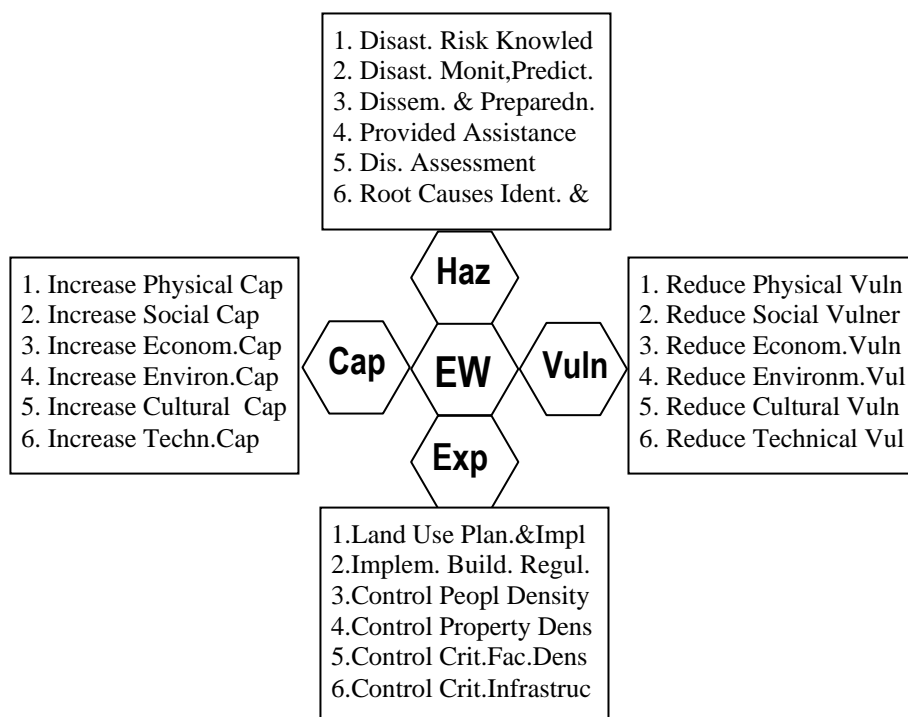 1. Disast. Risk Knowled
2. Disast. Monit,Predict.
3. Dissem. & Preparedn.
4. Provided Assistance
5. Dis. Assessment
6. Root Causes Ident. &
Haz
1. Increase Physical Cap
2. Increase Social Cap
3. Increase Econom.Cap
4. Increase Environ.Cap
5. Increase Cultural Cap
6. Increase Techn.Cap
Cap
EW
Vuln
1. Reduce Physical Vuln
2. Reduce Social Vulner
3. Reduce Econom.Vuln
4. Reduce Environm.Vul
5. Reduce Cultural Vuln
6. Reduce Technical Vul
Exp
1.Land Use Plan.&Impl
2.Implem. Build. Regul.
3.Control Peopl Density
4.Control Property Dens
5.Control Crit.Fac.Dens
6.Control Crit.Infrastruc